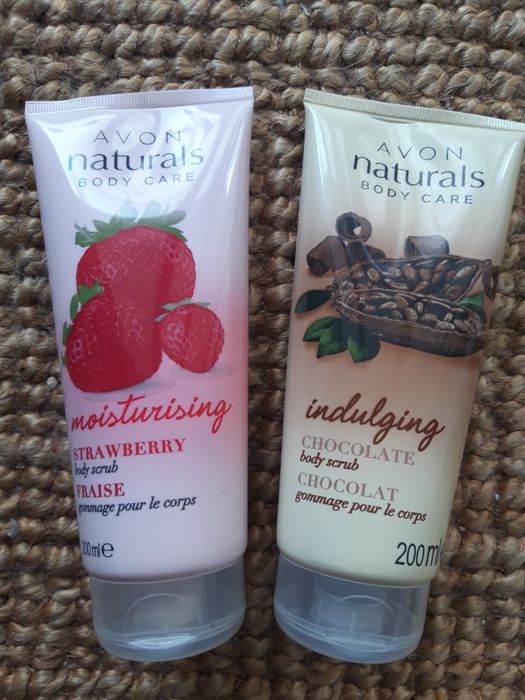 AVON
naturals
BODY CARE
moisturising
STRAWBERRY
body scrub
FRAISE
gommage pour le corps
200ml e
AVON
naturals
BODY CARE
indulging
CHOCOLATE
body scrub
CHOCOLAT
gommage pour le corps
200ml